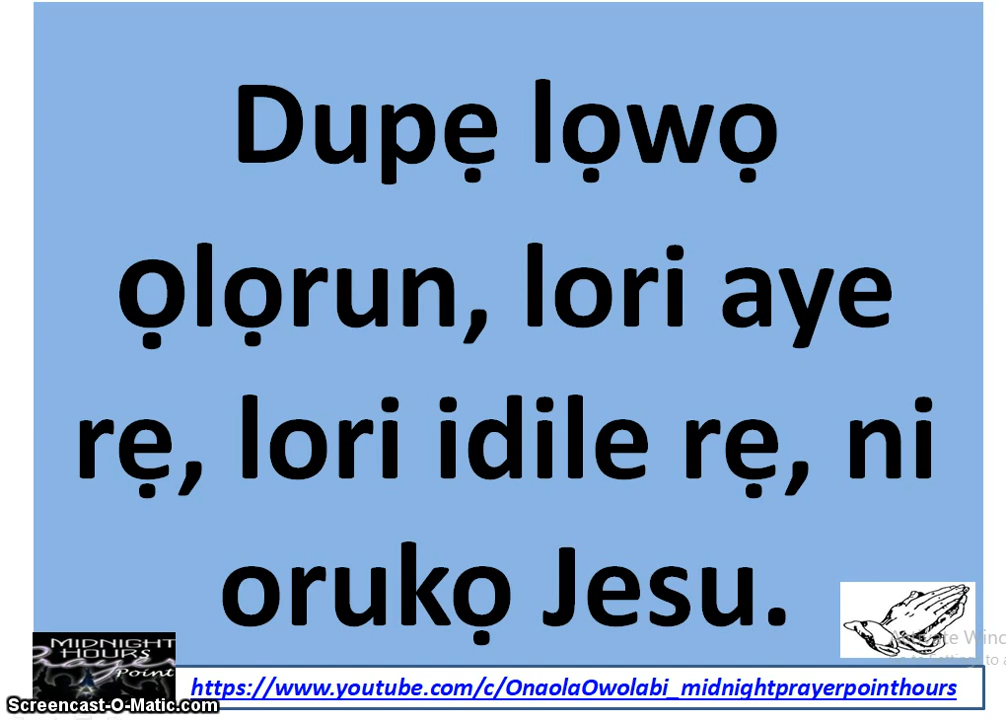 Dupẹ lọwọ
ọlọrun, lori aye
rẹ, lori idile rẹ, ni
orukọ Jesu.
MIDNIGHT
HOURS
Point
https://www.youtube.com/c/OnaolaOwolabi_midnightprayerpointhours
Screencast-O-Matic.com